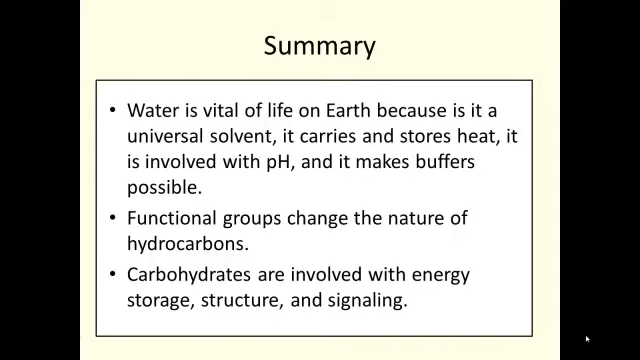 Summary
• Water is vital of life on Earth because is it a
universal solvent, it carries and stores heat, it
is involved with pH, and it makes buffers
possible.
• Functional groups change the nature of
hydrocarbons.
• Carbohydrates are involved with energy
storage, structure, and signaling.